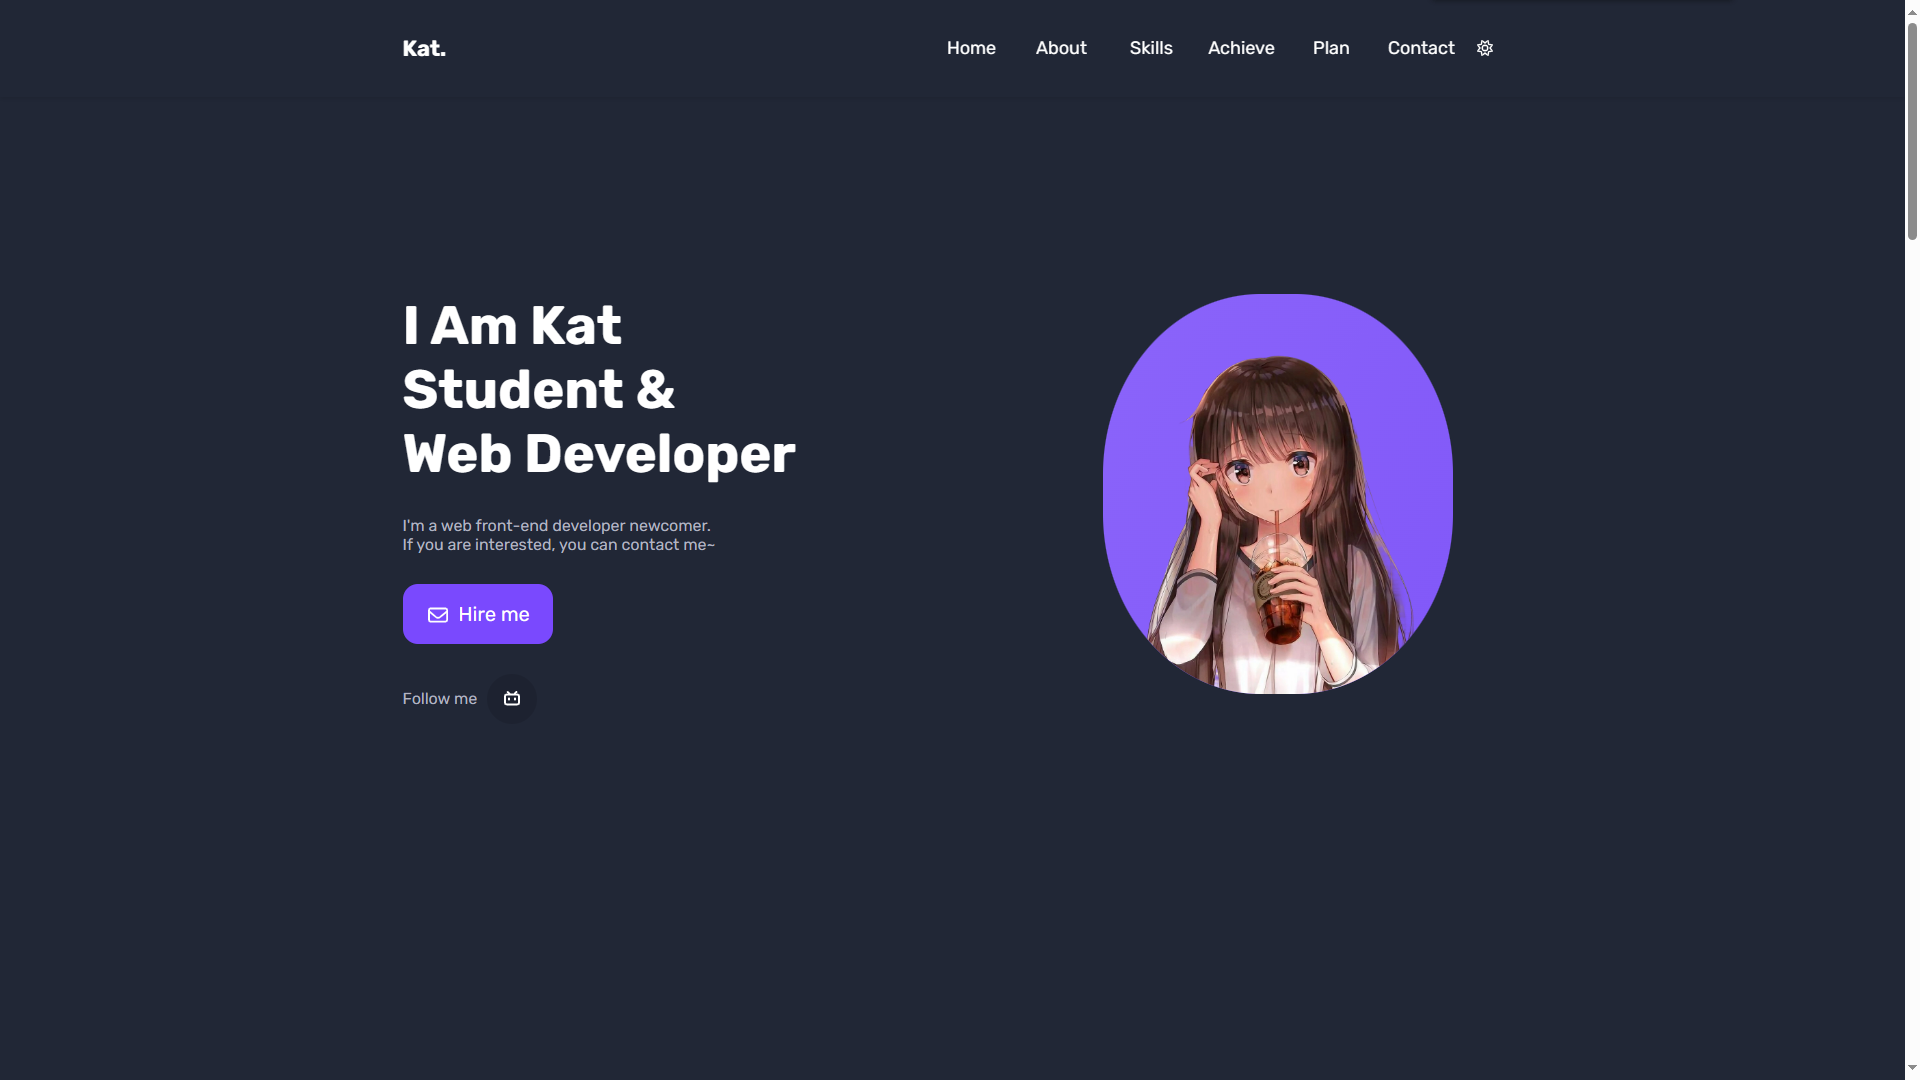 Kat.
Home About Skills Achieve Plan Contact
I Am Kat
Student &
Web Developer
I'm a web front-end developer newcomer.
If you are interested, you can contact me~
Hire me
Follow me